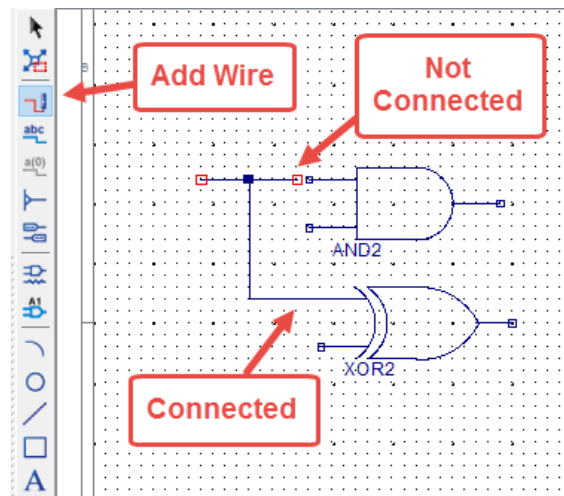 Add Wire
Not
Connected
abc
a(0)
AND2
A1
XOR2
Connected
A